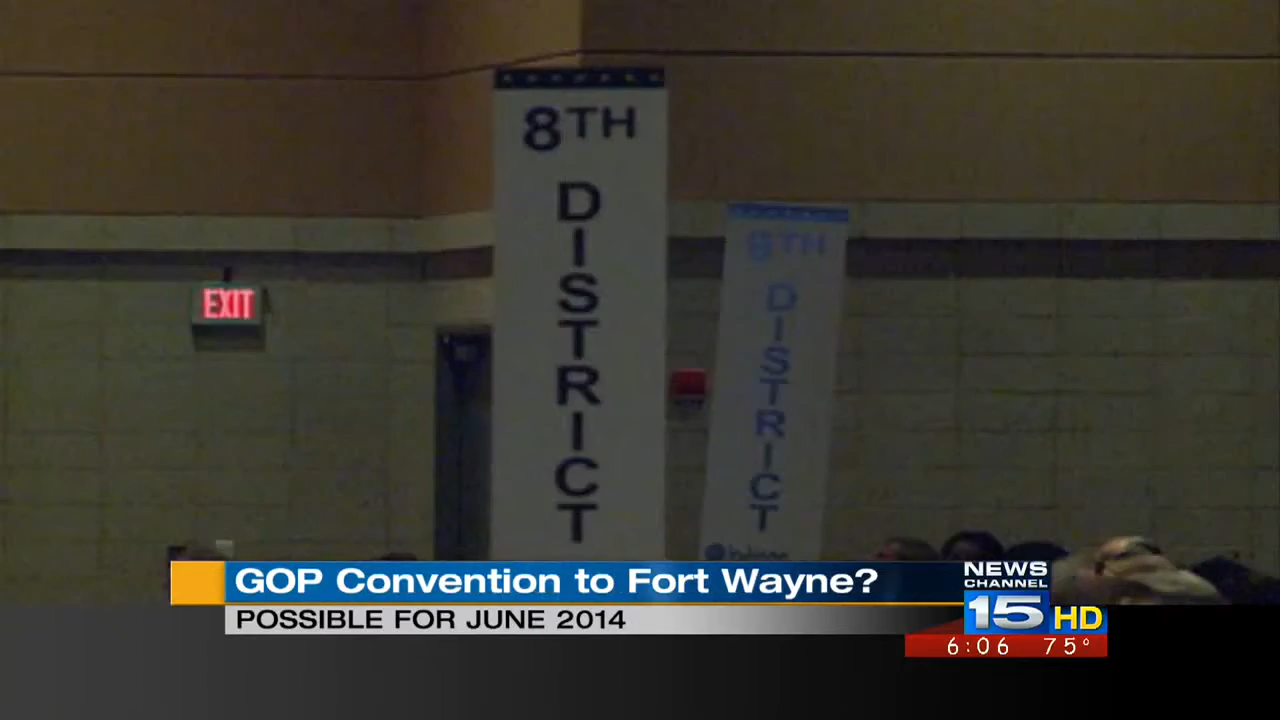 8TH
DISTRICT
8TH
DISTRICT
EXIT
GOP Convention to Fort Wayne?
POSSIBLE FOR JUNE 2014
NEWS
CHANNEL
15 HD
6:06 75°